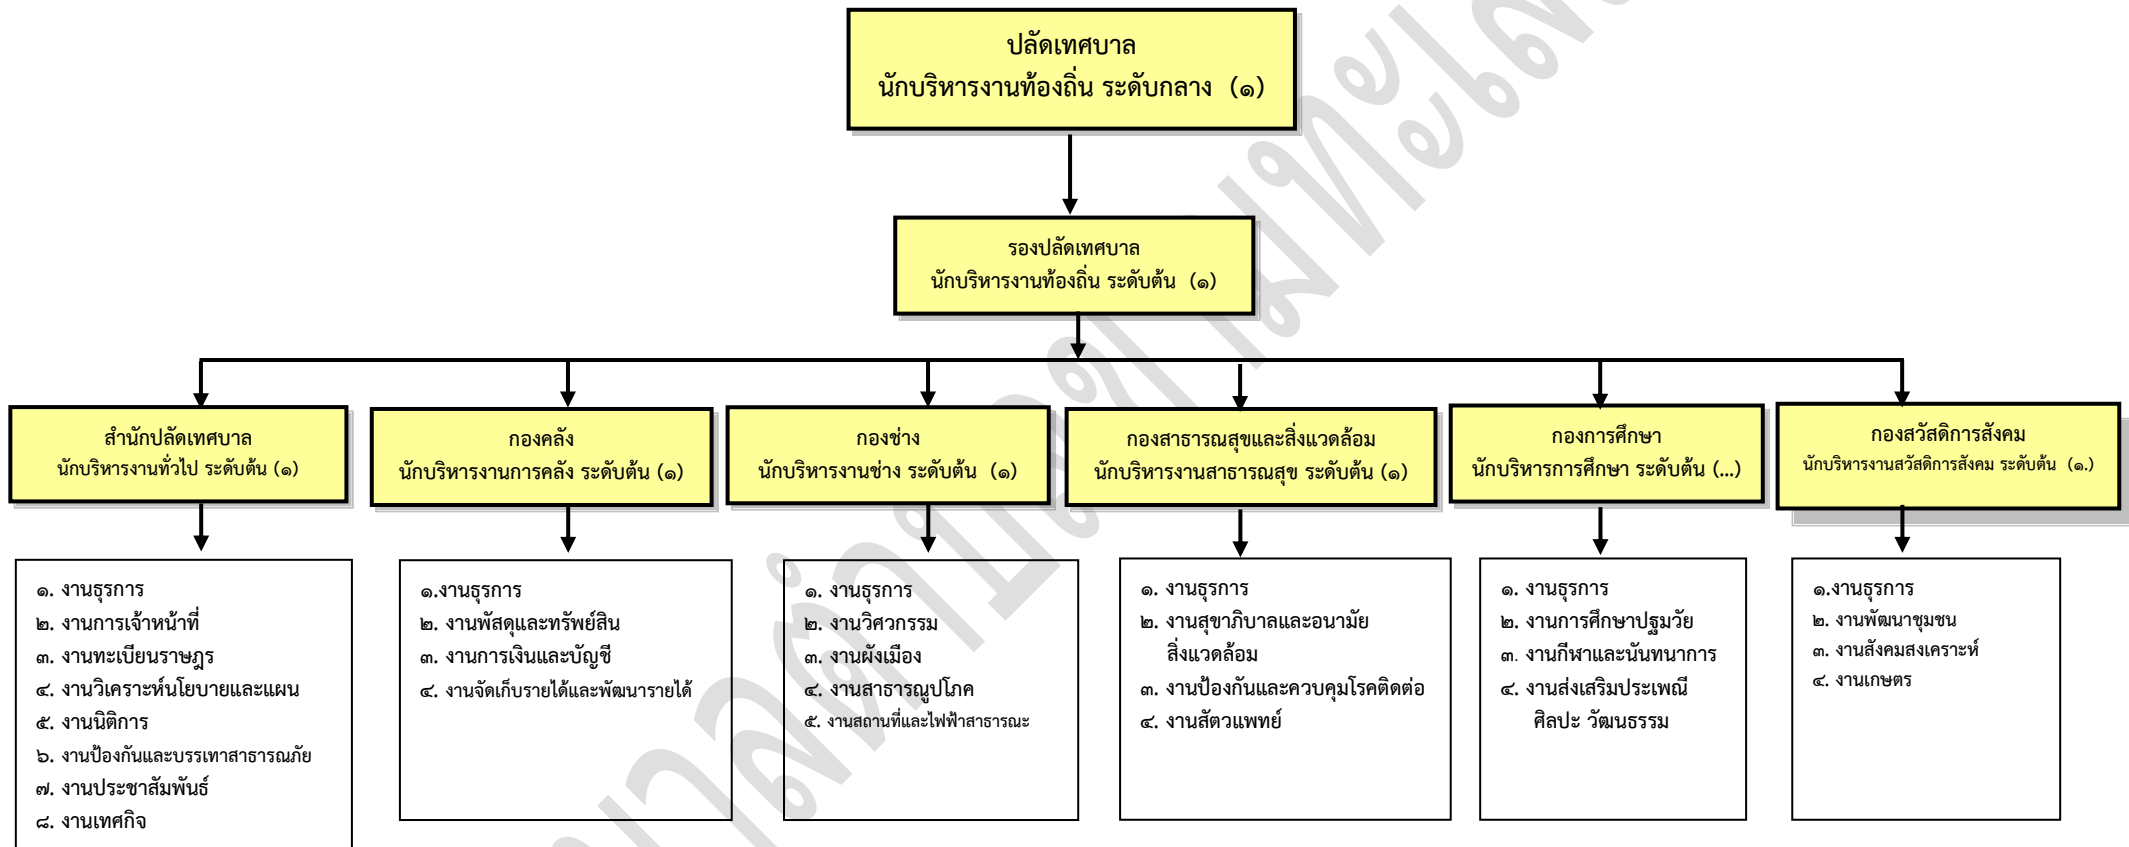 ปลัดเทศบาล
นักบริหารงานท้องถิ่น ระดับกลาง (๑)
รองปลัดเทศบาล
นักบริหารงานท้องถิ่น ระดับต้น (๑)
สำนักปลัดเทศบาล
นักบริหารงานทั่วไป ระดับต้น (๑)
๑. งานธุรการ
๒. งานการเจ้าหน้าที่
๓. งานทะเบียนราษฎร
๔. งานวิเคราะห์นโยบายและแผน
๕. งานนิติการ
๖. งานป้องกันและบรรเทาสาธารณภัย
๗. งานประชาสัมพันธ์
๘. งานเทศกิจ
กองคลัง
นักบริหารงานการคลัง ระดับต้น (๑)
๑.งานธุรการ
๒. งานพัสดุและทรัพย์สิน
๓. งานการเงินและบัญชี
๔. งานจัดเก็บรายได้และพัฒนารายได้
กองช่าง
นักบริหารงานช่าง ระดับต้น (๑)
๑. งานธุรการ
๒. งานวิศวกรรม
๓. งานผังเมือง
๔. งานสาธารณูปโภค
๕. งานสถานที่และไฟฟ้าสาธารณะ
กองสาธารณสุขและสิ่งแวดล้อม
นักบริหารงานสาธารณสุข ระดับต้น (๑)
๑. งานธุรการ
๒. งานสุขาภิบาลและอนามัย
สิ่งแวดล้อม
๓. งานป้องกันและควบคุมโรคติดต่อ
๔. งานสัตวแพทย์
กองการศึกษา
นักบริหารการศึกษา ระดับต้น (...)
๑. งานธุรการ
๒. งานการศึกษาปฐมวัย
๓. งานกีฬาและนันทนาการ
๔. งานส่งเสริมประเพณี
ศิลปะ วัฒนธรรม
กองสวัสดิการสังคม
นักบริหารงานสวัสดิการสังคม ระดับต้น (๑.)
๑.งานธุรการ
๒. งานพัฒนาชุมชน
๓. งานสังคมสงเคราะห์
๔. งานเกษตร